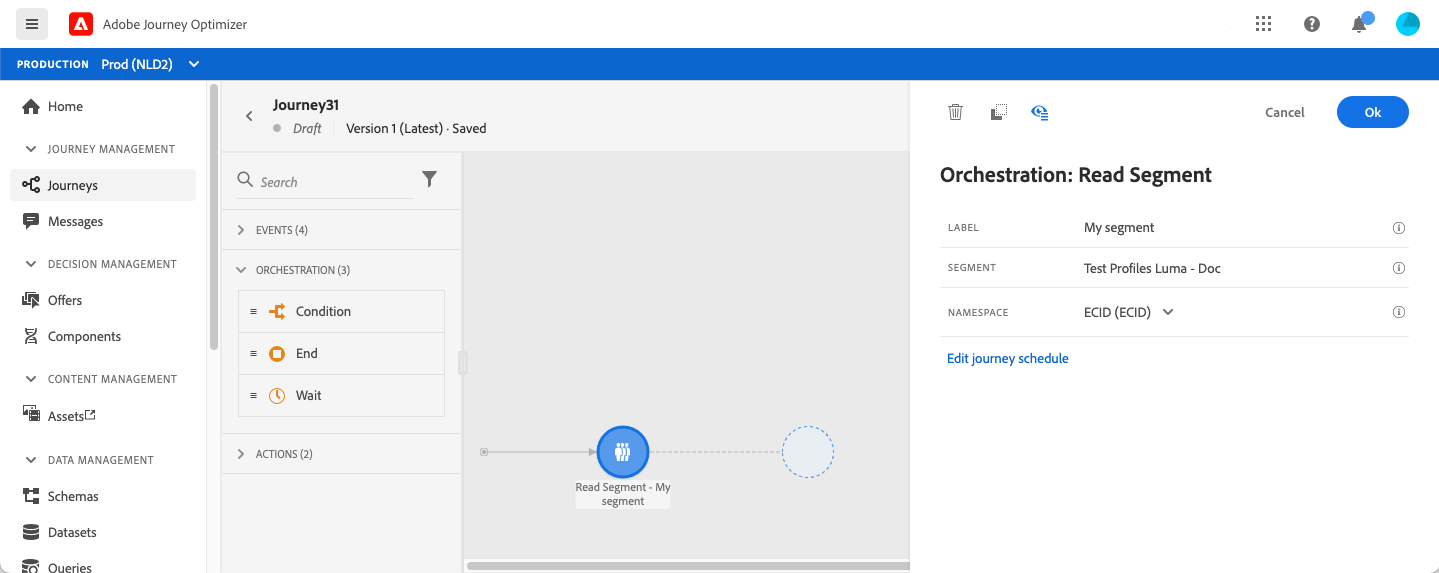 Adobe Journey Optimizer
PRODUCTION Prod (NLD2)
Home
JOURNEY MANAGEMENT
Journeys
Messages
DECISION MANAGEMENT
Offers
Components
CONTENT MANAGEMENT
Assets
DATA MANAGEMENT
Schemas
Datasets
Queries
Journey31
Draft Version 1 (Latest) · Saved
Search
EVENTS (4)
ORCHESTRATION (3)
Condition
End
Wait
ACTIONS (2)
Read Segment - My
segment
Cancel Ok
Orchestration: Read Segment
LABEL My segment
SEGMENT Test Profiles Luma - Doc
NAMESPACE ECID (ECID)
Edit journey schedule